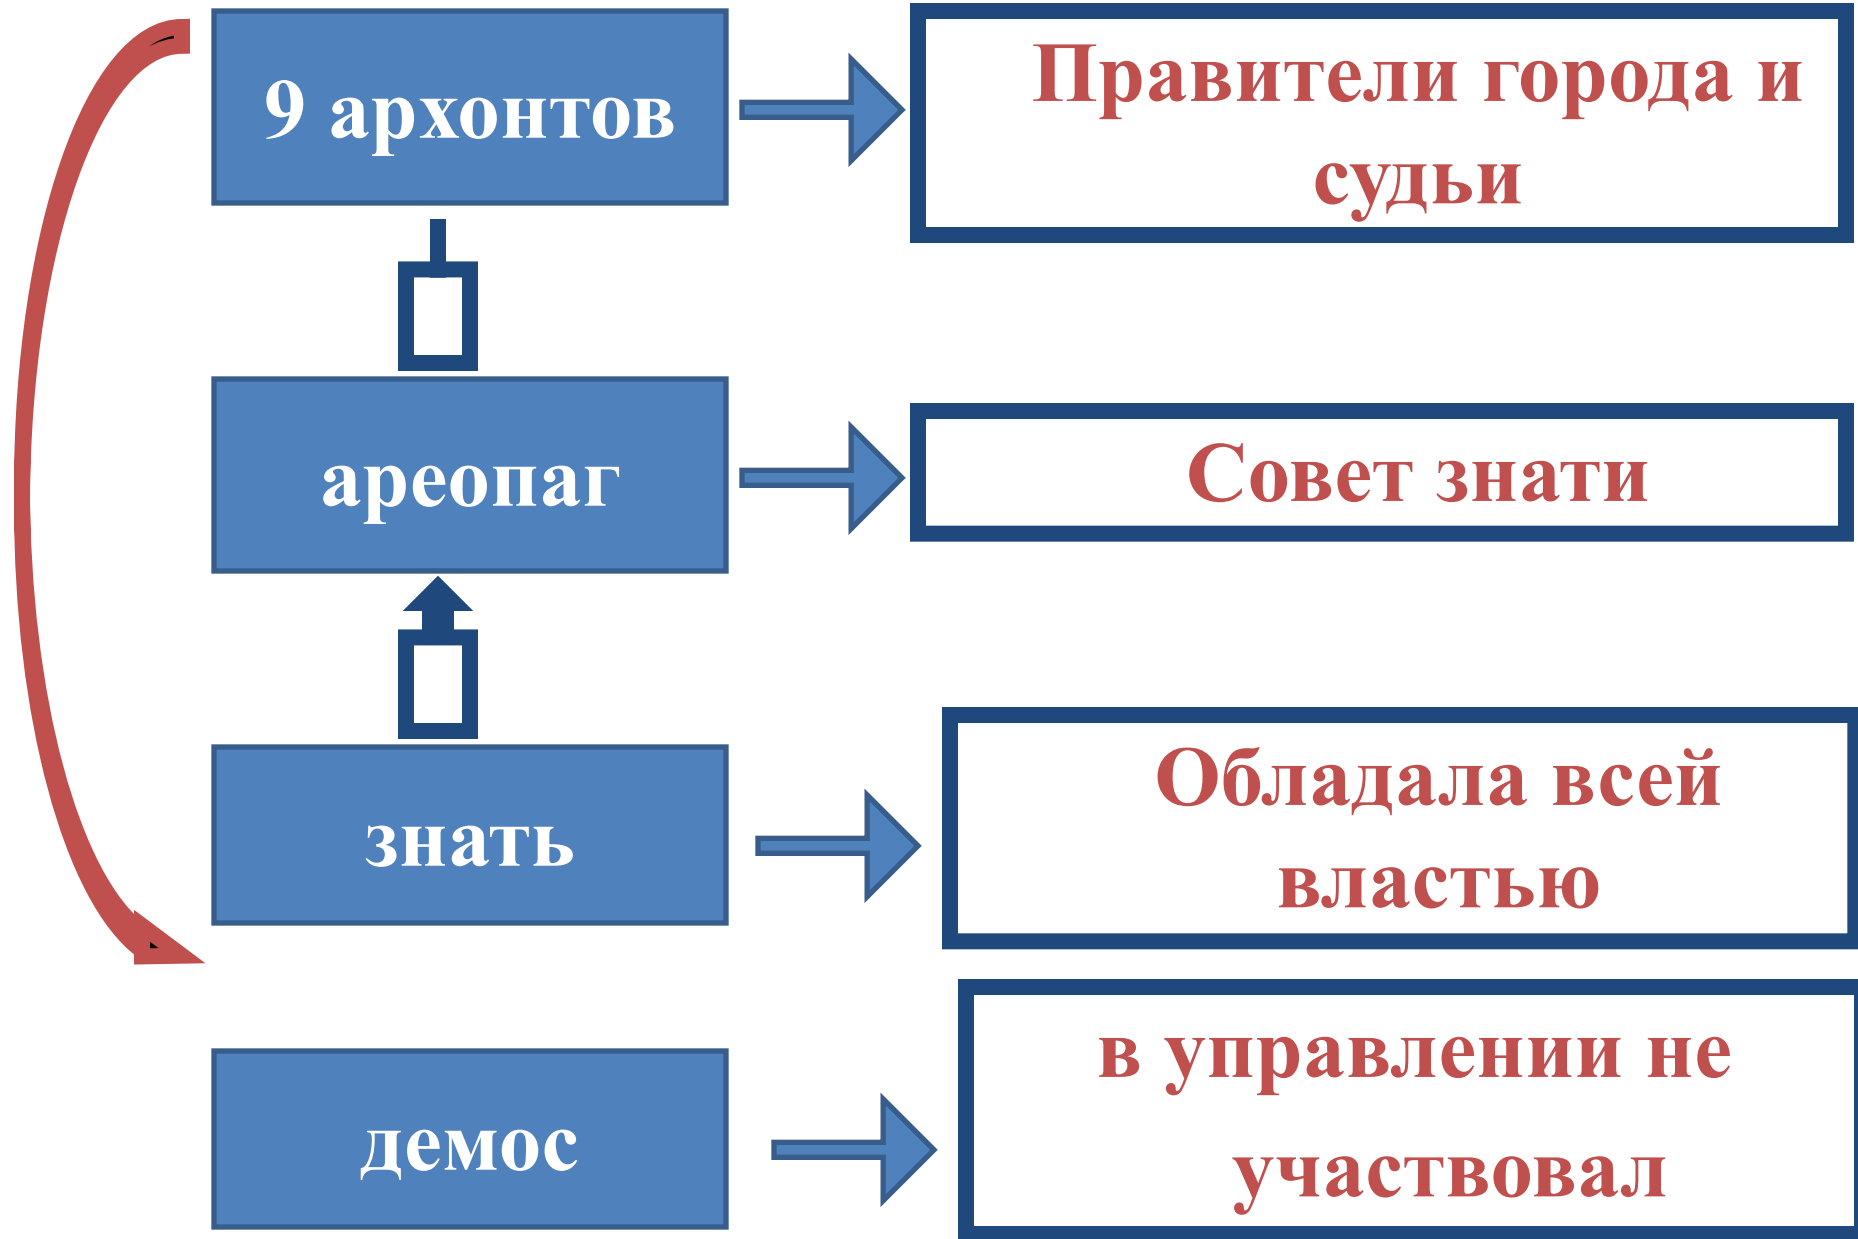 9 архонтов
Правители города и
судьи
ареопаг
Совет знати
знать
Обладала всей
властью
демос
в управлении не
участвовал